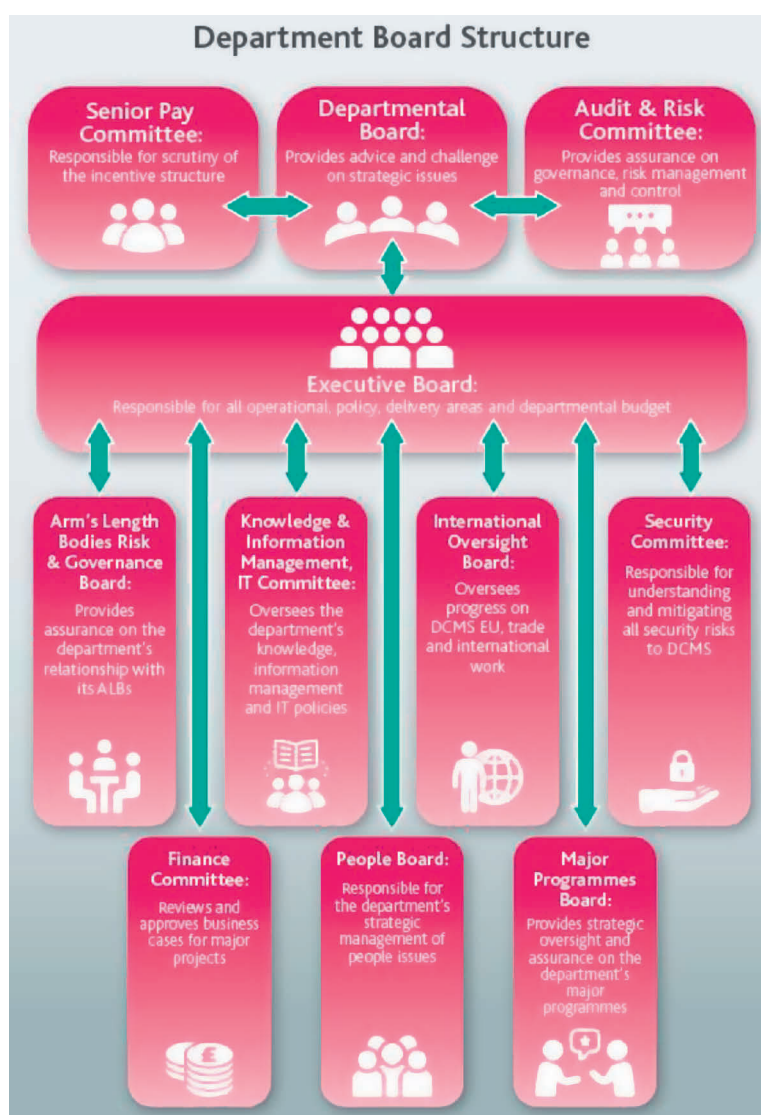 Department Board Structure
Senior Pay
Committee:
Responsible for scrutiny of
the incentive structure
Departmental
Board:
Provides advice and challenge
on strategic issues
Audit & Risk
Committee:
Provides assurance on
governance, risk management
and control
Executive Board:
Responsible for all operational, policy, delivery areas and departmental budget
Arm's Length
Bodies Risk
& Governance
Board:
Provides
assurance on the
department's
relationship with
its ALBs
Knowledge &
Information
Management,
IT Committee:
Oversees the
department's
knowledge,
information
management
and IT policies
International
Oversight
Board:
Oversees
progress on
DCMS EU, trade
and international
work
Security
Committee:
Responsible for
understanding
and mitigating
all security risks
to DCMS
Finance
Committee:
Reviews and
approves business
cases for major
projects
£
People Board:
Responsible for
the department's
strategic
management of
people issues
Major
Programmes
Board:
Provides strategic
oversight and
assurance on the
department's
major
programmes